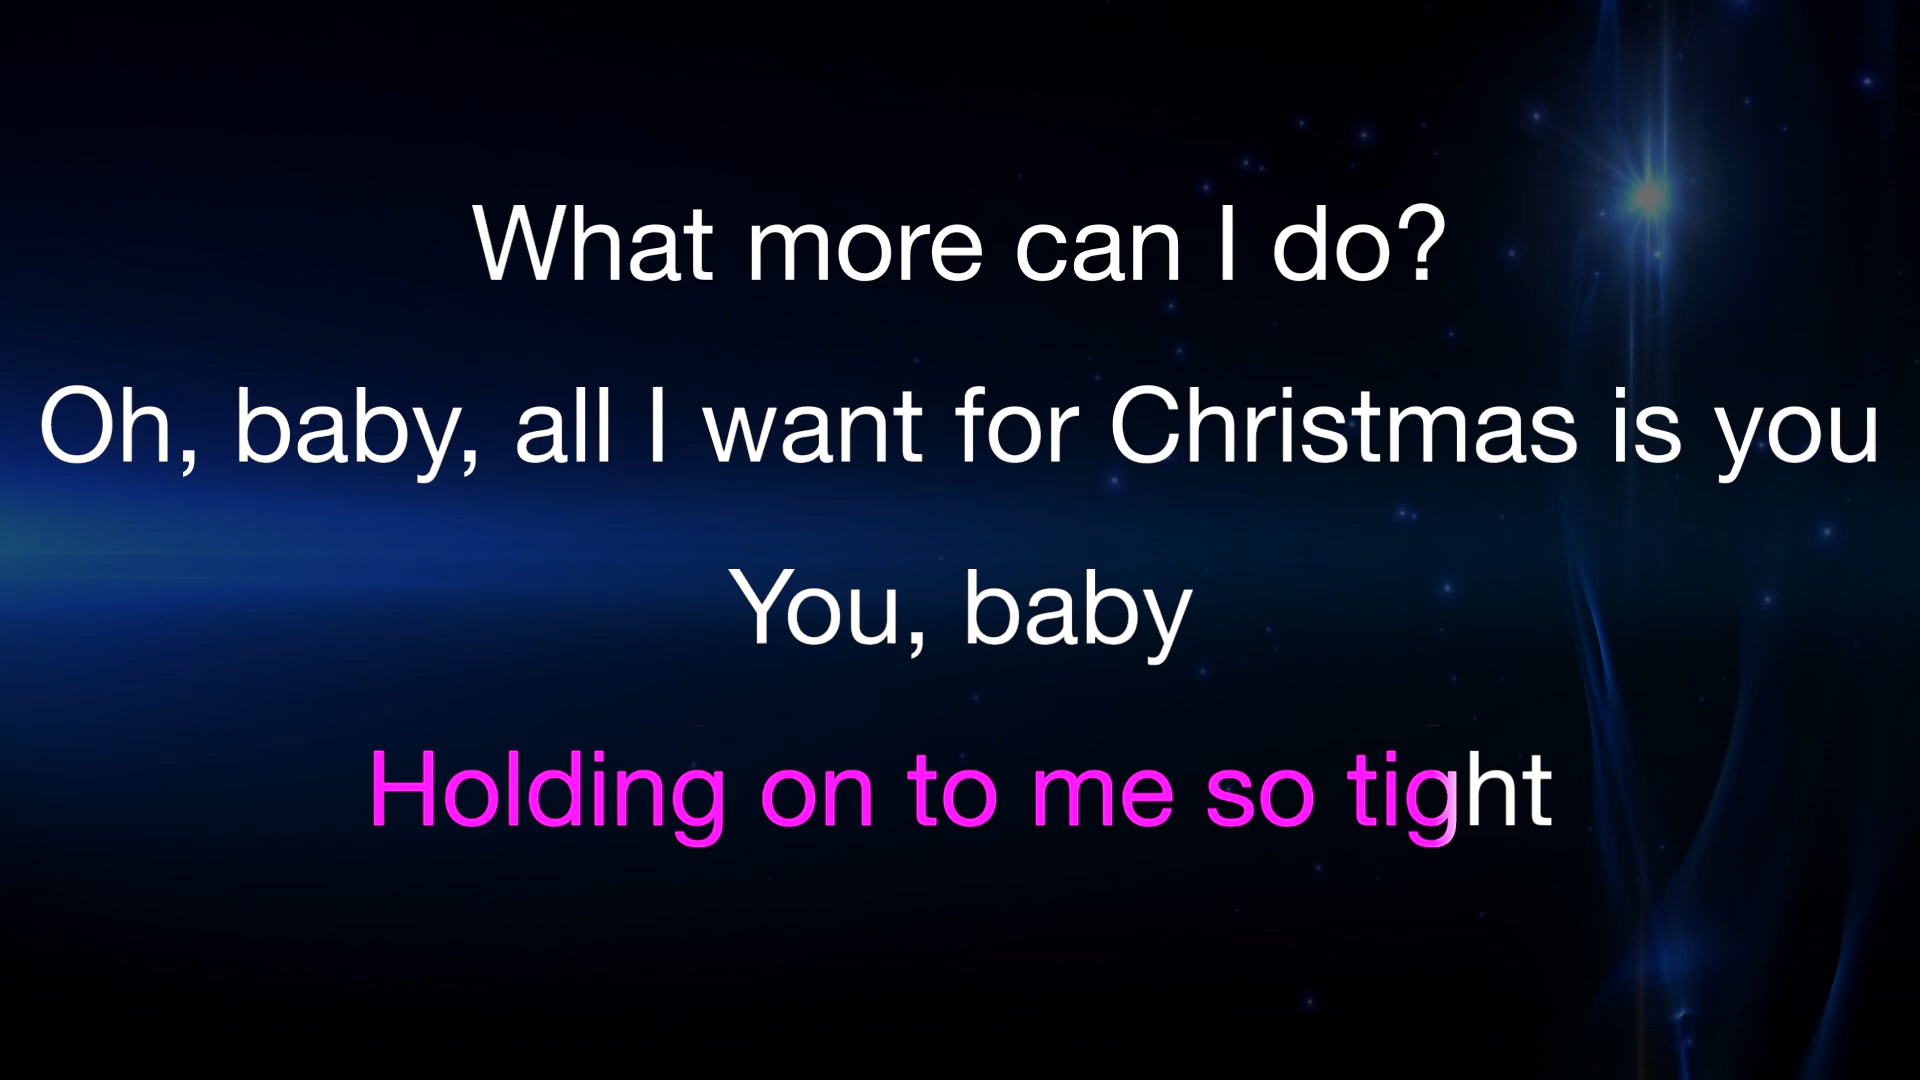 What more can I do?
Oh, baby, all I want for Christmas is you
You, baby
Holding on to me so tight